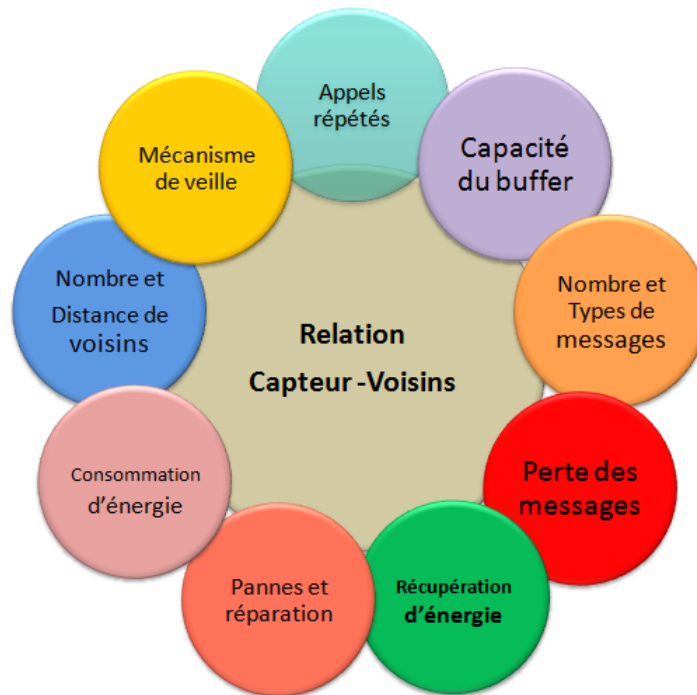 Appels
répétés
Capacité
du buffer
Nombre et
Types de
messages
Perte des
messages
Récupération
d'énergie
Pannes et
réparation
Consommation
d'énergie
Nombre et
Distance de
voisins
Mécanisme
de veille
Relation
Capteur -Voisins